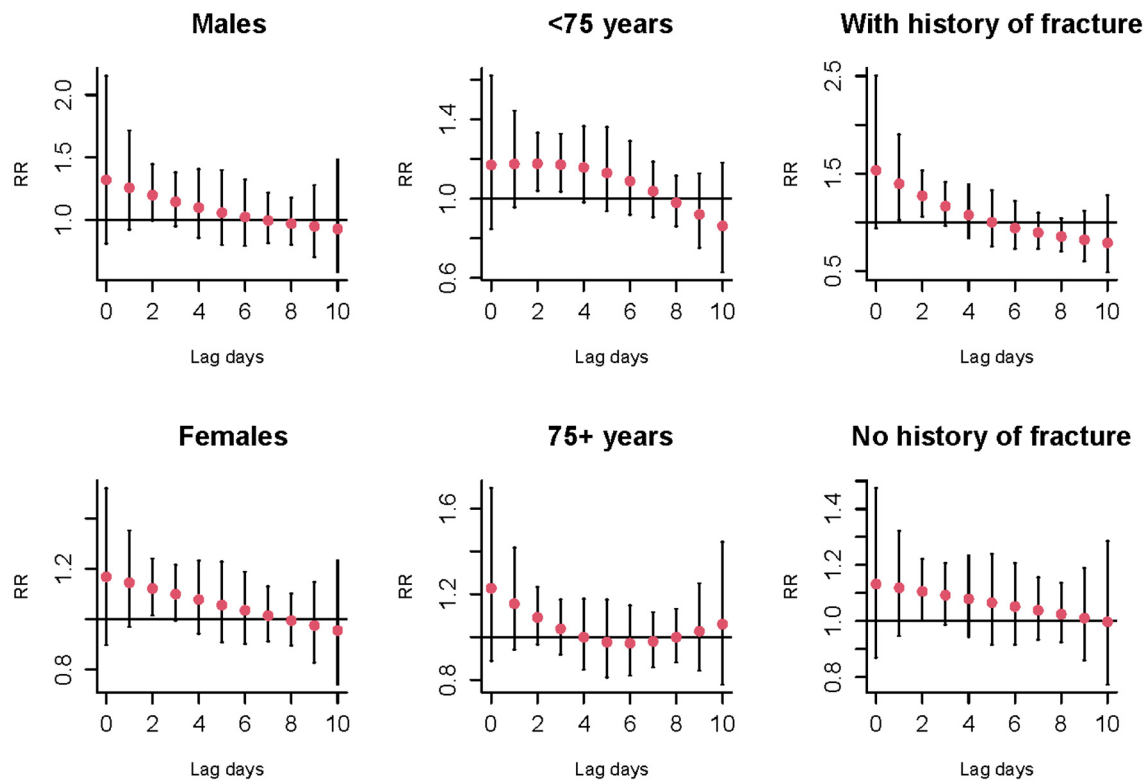 Males
RR
2.0
1.5
1.0
0 2 4 6 8 10
Lag days
<75 years
RR
1.4
1.0
0.6
0 2 4 6 8 10
Lag days
With history of fracture
RR
2.5
1.5
0.5
0 2 4 6 8 10
Lag days
Females
RR
1.2
0.8
0 2 4 6 8 10
Lag days
75+ years
RR
1.6
1.2
0.8
0 2 4 6 8 10
Lag days
No history of fracture
RR
1.4
1.2
1.0
0.8
0 2 4 6 8 10
Lag days